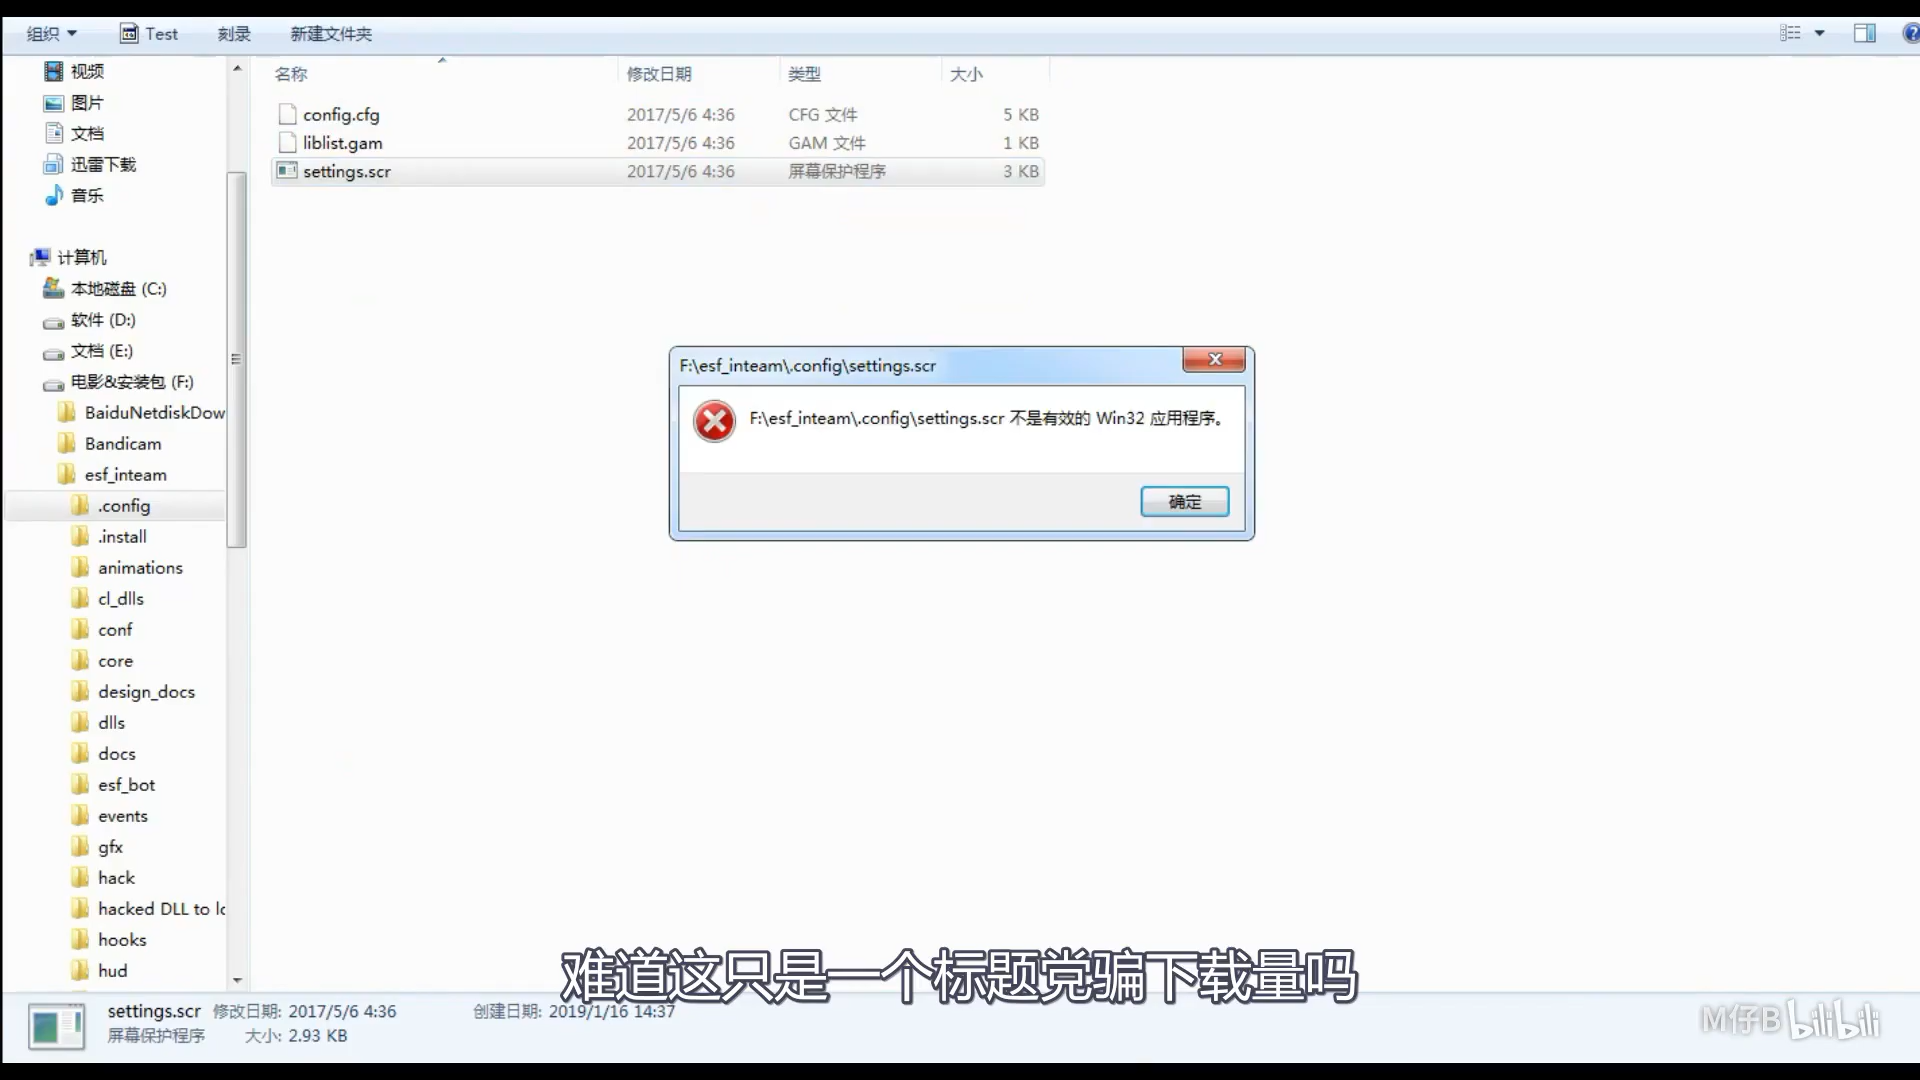 组织 Test 刻录 新建文件夹
名称 修改日期 类型 大小
config.cfg 2017/5/6 4:36 CFG 文件 5 KB
liblist.gam 2017/5/6 4:36 GAM 文件 1 KB
settings.scr 2017/5/6 4:36 屏幕保护程序 3 KB
视频
图片
文档
迅雷下载
音乐
计算机
本地磁盘 (C:)
软件 (D:)
文档 (E:)
电影&安装包 (F:)
BaiduNetdiskDow
Bandicam
esf_inteam
.config
.install
animations
cl_dlls
conf
core
design_docs
dlls
docs
esf_bot
events
gfx
hack
hacked DLL to lo
hooks
hud
F:\esf_inteam\.config\settings.scr
F:\esf_inteam\.config\settings.scr 不是有效的 Win32 应用程序。
确定
难道这只是一个标题党骗下载量吗
settings.scr 修改日期: 2017/5/6 4:36 创建日期: 2019/1/16 14:37
屏幕保护程序 大小: 2.93 KB
M仔B bilibili